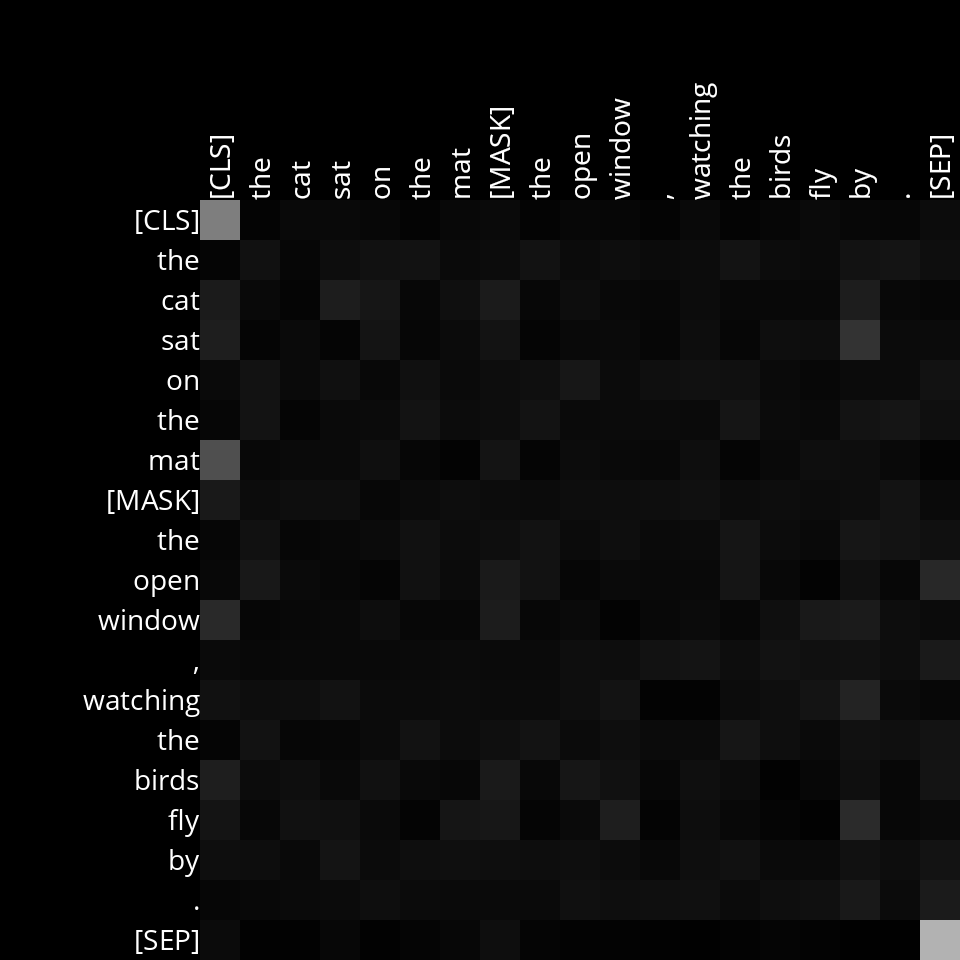 [CLS]
the
cat
sat
on
the
mat
[MASK]
the
open
window
,
watching
the
birds
fly
by
.
[SEP]
[CLS]
the
cat
sat
on
the
mat
[MASK]
the
open
window
,
watching
the
birds
fly
by
.
[SEP]